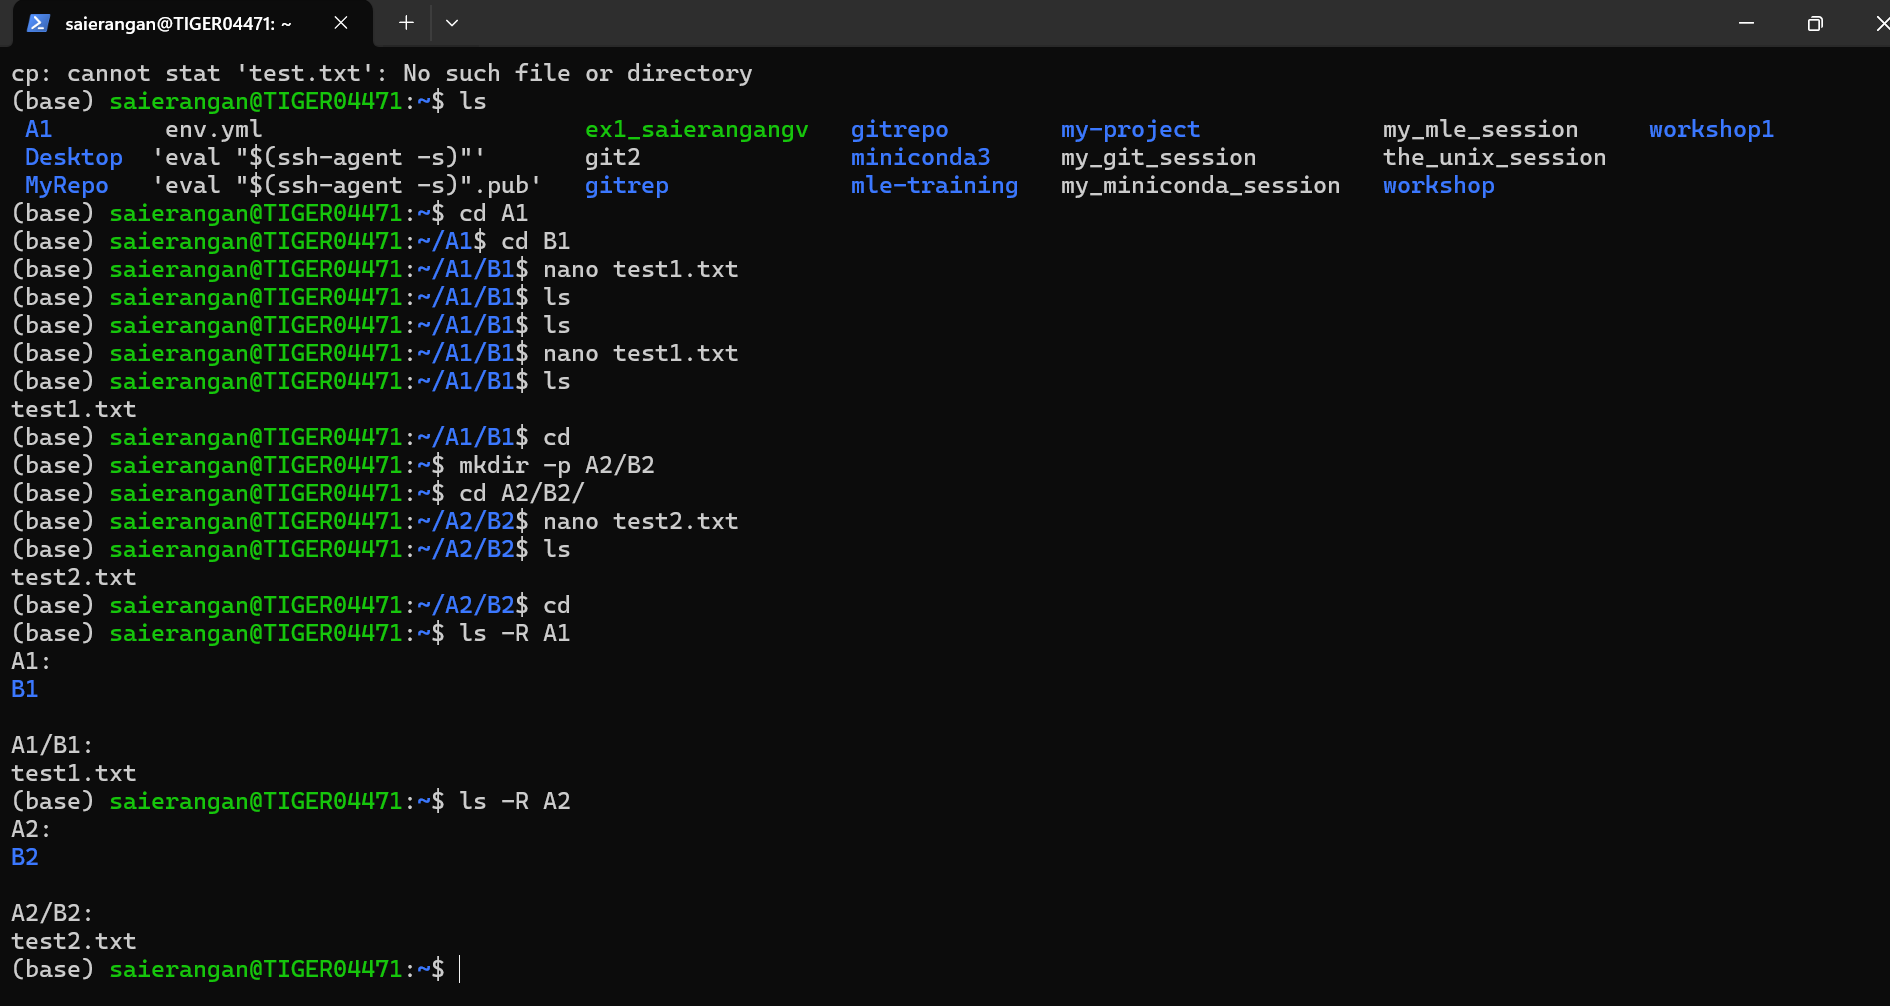 saierangan@TIGER04471: ~
cp: cannot stat 'test.txt': No such file or directory
(base) saierangan@TIGER04471:~$ ls
 A1        env.yml                       ex1_saierangangv   gitrepo       my-project            my_mle_session     workshop1
 Desktop  'eval "$(ssh-agent -s)"'       git2               miniconda3    my_git_session        the_unix_session
 MyRepo   'eval "$(ssh-agent -s)".pub'   gitrep             mle-training  my_miniconda_session  workshop
(base) saierangan@TIGER04471:~$ cd A1
(base) saierangan@TIGER04471:~/A1$ cd B1
(base) saierangan@TIGER04471:~/A1/B1$ nano test1.txt
(base) saierangan@TIGER04471:~/A1/B1$ ls
(base) saierangan@TIGER04471:~/A1/B1$ ls
(base) saierangan@TIGER04471:~/A1/B1$ nano test1.txt
(base) saierangan@TIGER04471:~/A1/B1$ ls
test1.txt
(base) saierangan@TIGER04471:~/A1/B1$ cd
(base) saierangan@TIGER04471:~$ mkdir -p A2/B2
(base) saierangan@TIGER04471:~$ cd A2/B2/
(base) saierangan@TIGER04471:~/A2/B2$ nano test2.txt
(base) saierangan@TIGER04471:~/A2/B2$ ls
test2.txt
(base) saierangan@TIGER04471:~/A2/B2$ cd
(base) saierangan@TIGER04471:~$ ls -R A1
A1:
B1

A1/B1:
test1.txt
(base) saierangan@TIGER04471:~$ ls -R A2
A2:
B2

A2/B2:
test2.txt
(base) saierangan@TIGER04471:~$